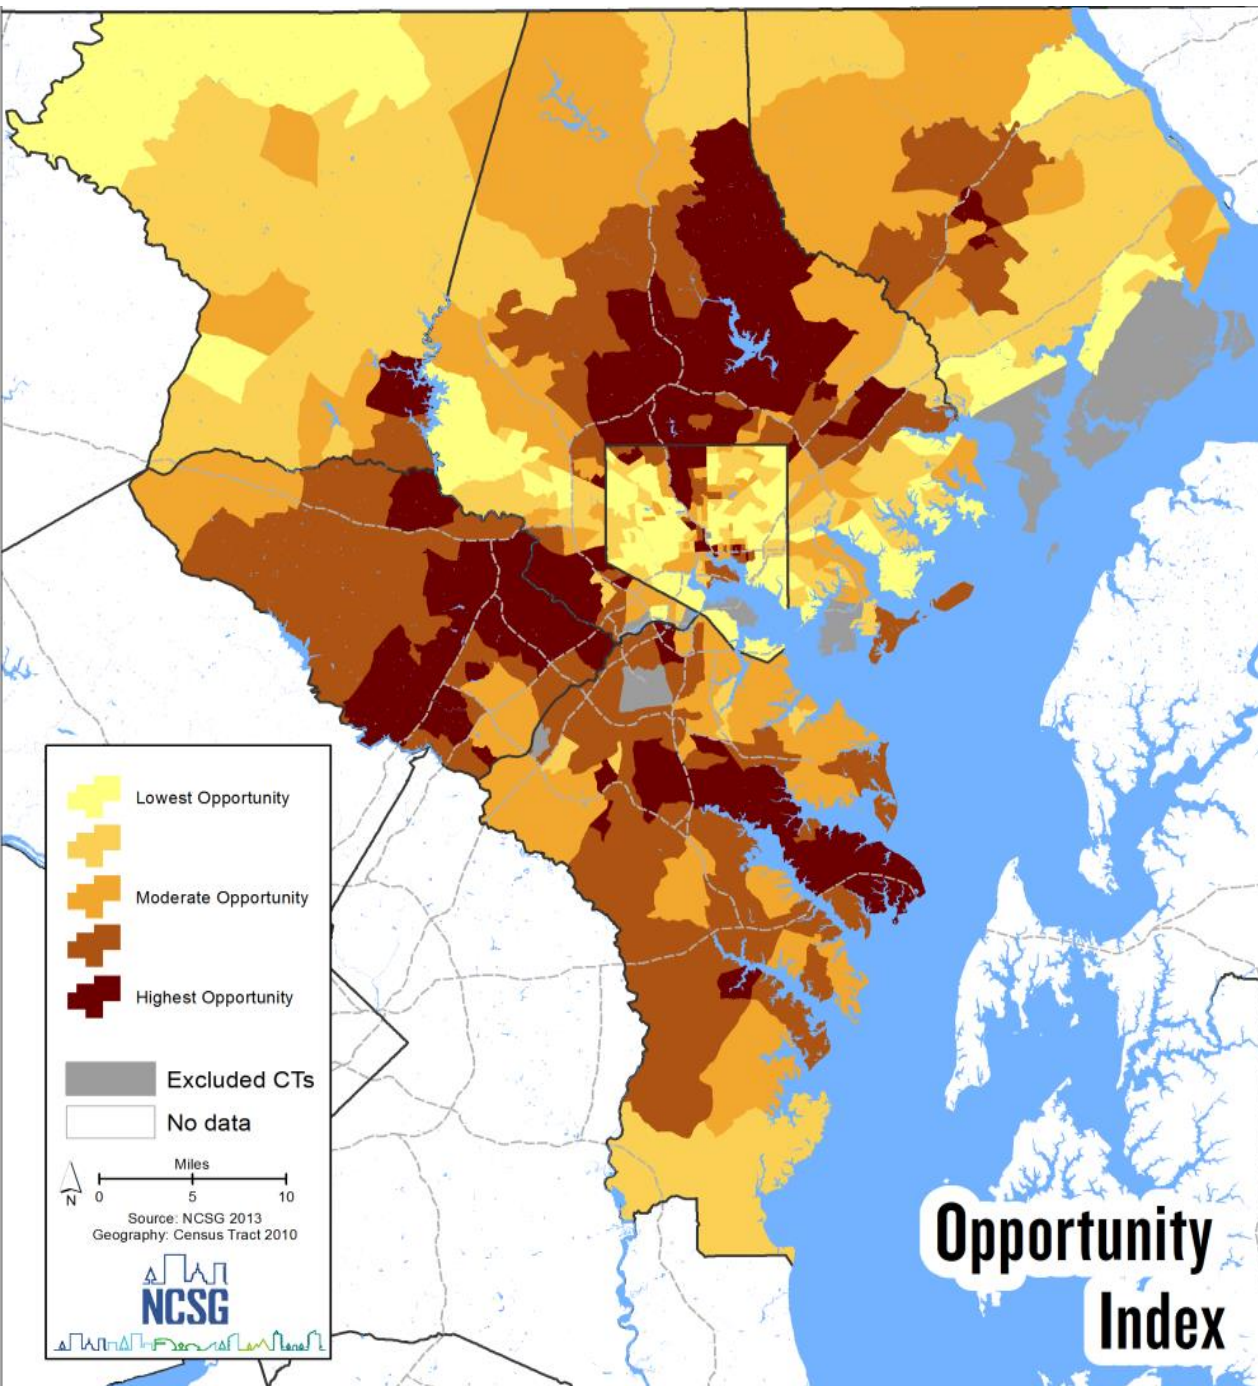 Lowest Opportunity
Moderate Opportunity
Highest Opportunity
Excluded CTs
No data
Miles
N
0 5 10
Source: NCSG 2013
Geography: Census Tract 2010
NCSG
Opportunity
Index